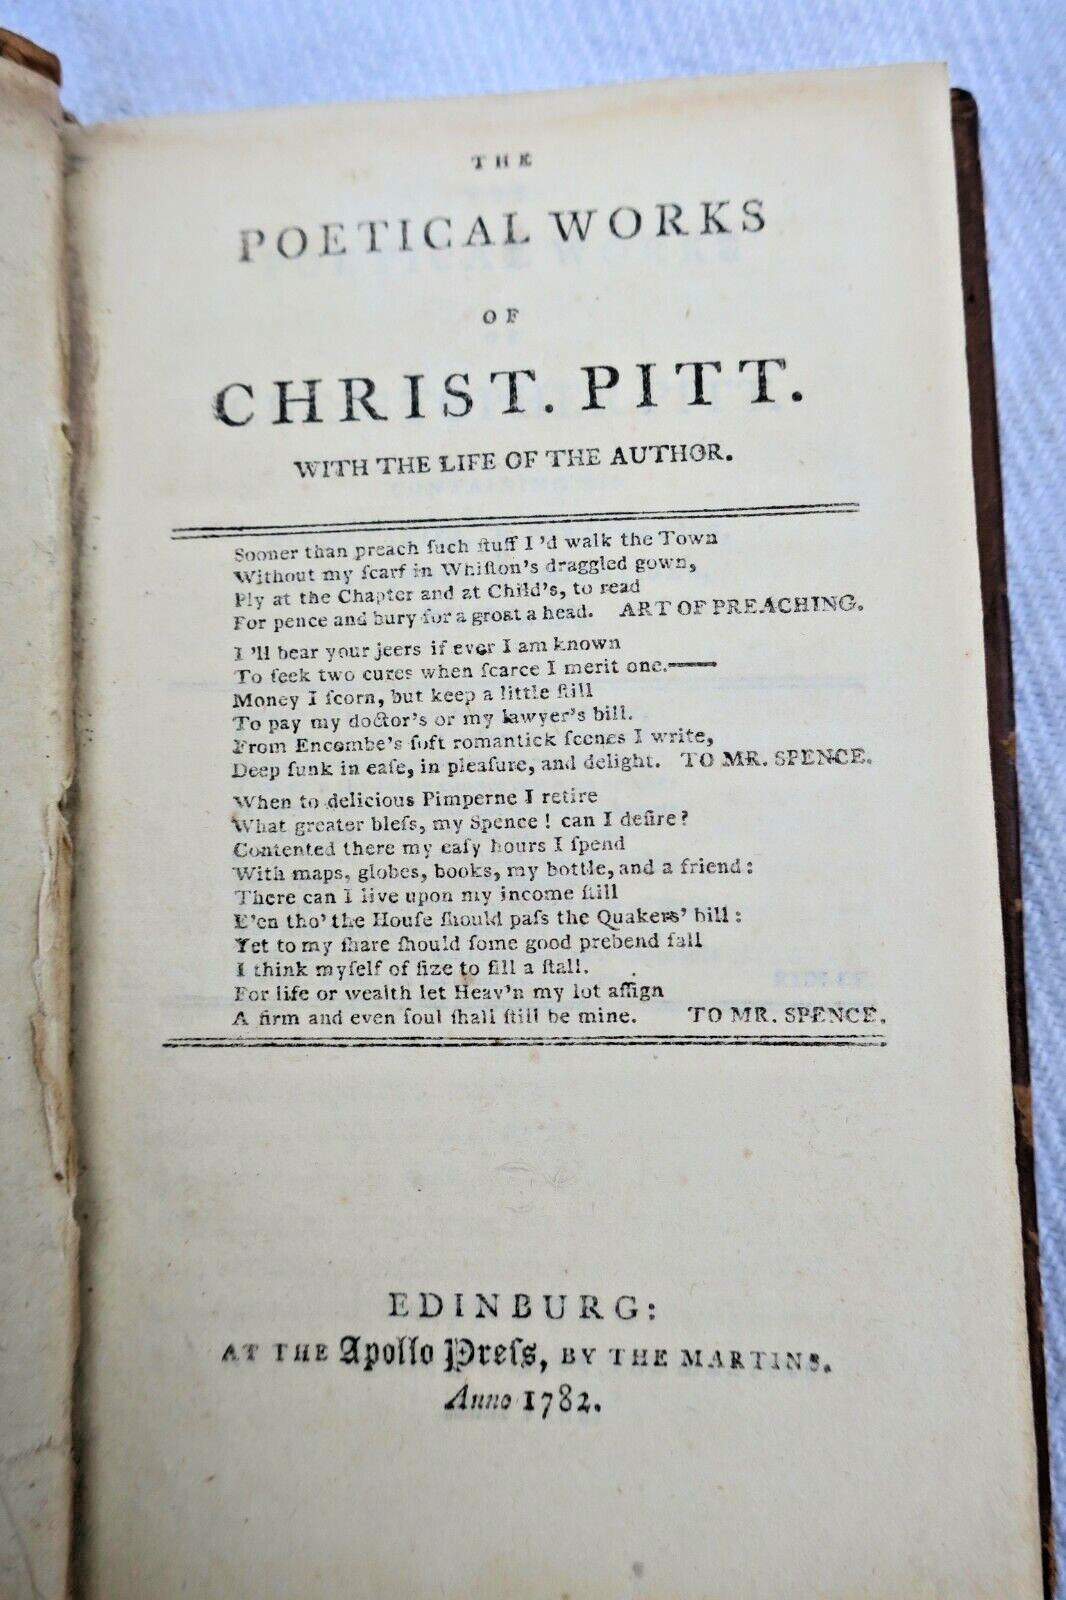 THE
POETICAL WORKS
OF
CHRIST. PITT.
WITH THE LIFE OF THE AUTHOR.
Sooner than preach ſuch ſtuff I 'd walk the Town
Without my ſcarf in Whiſton's draggled gown,
Ply at the Chapter and at Child's, to read
For pence and bury for a groat a head. ART OF PREACHING.
I 'll bear your jeers if ever I am known
To ſeek two cures when ſcarce I merit one.——
Money I ſcorn, but keep a little ſtill
To pay my doctor's or my lawyer's bill.
From Encombe's ſoft romantick ſcenes I write,
Deep ſunk in eaſe, in pleaſure, and delight. TO MR. SPENCE.
When to delicious Pimperne I retire
What greater bleſs, my Spence! can I deſire?
Contented there my eaſy hours I ſpend
With maps, globes, books, my bottle, and a friend:
There can I live upon my income ſtill
E'en tho' the Houſe ſhould paſs the Quakers' bill:
Yet to my ſhare ſhould ſome good prebend fall
I think myſelf of ſize to fill a ſtall.
For life or wealth let Heav'n my lot aſſign
A firm and even ſoul ſhall ſtill be mine. TO MR. SPENCE.
EDINBURG:
AT THE Apollo Preſs, BY THE MARTINS.
Anno 1782.